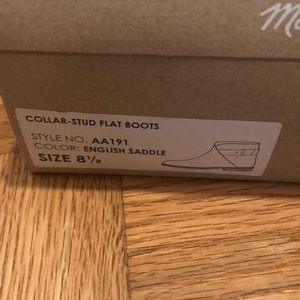 COLLAR-STUD FLAT BOOTS
STYLE NO. AA191
COLOR: ENGLISH SADDLE
SIZE 8½